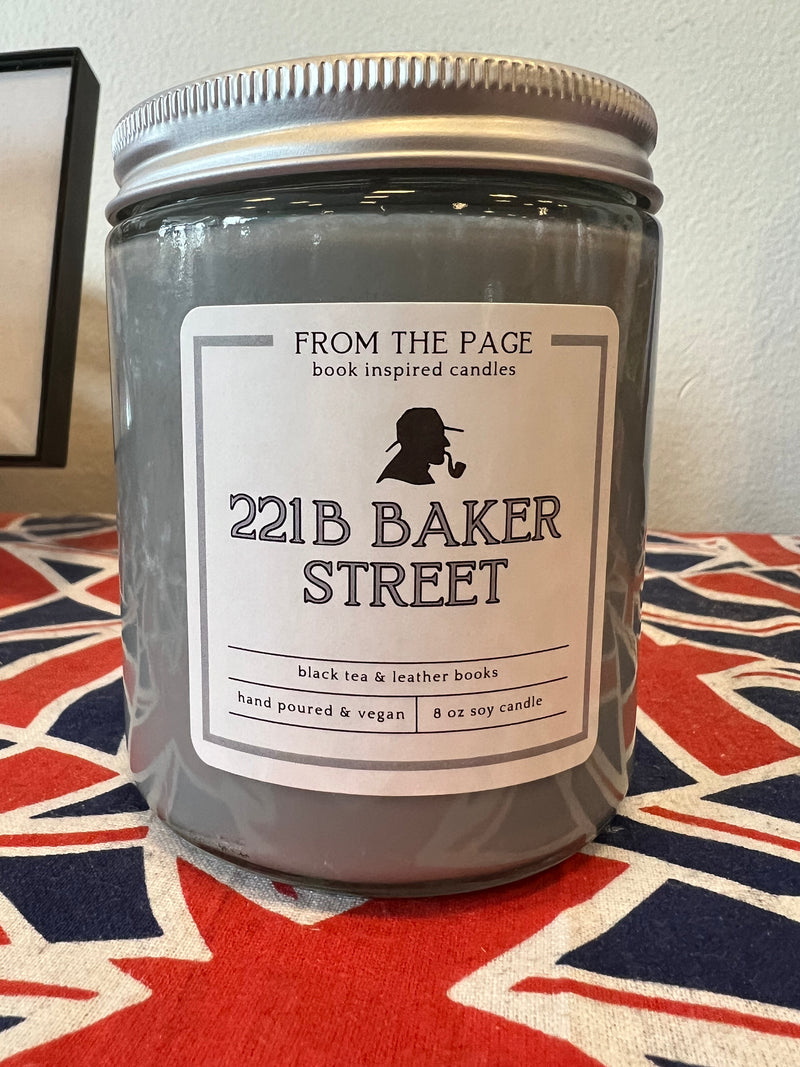 FROM THE PAGE
book inspired candles
221B BAKER
STREET
black tea & leather books
hand poured & vegan
8 oz soy candle